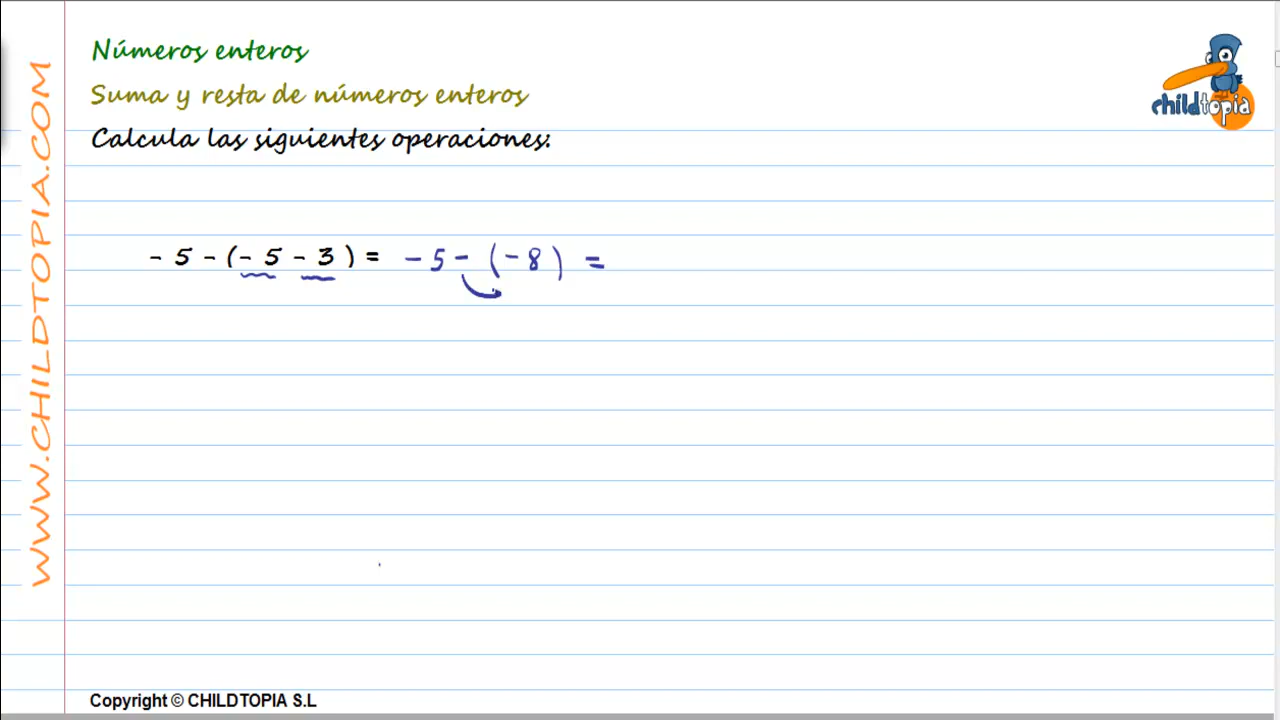 Números enteros
Suma y resta de números enteros
childtopia
Calcula las siguientes operaciones:
- 5 - (- 5 - 3) = - 5 - (- 8) =
WWW.CHILDTOPIA.COM
Copyright © CHILDTOPIA S.L